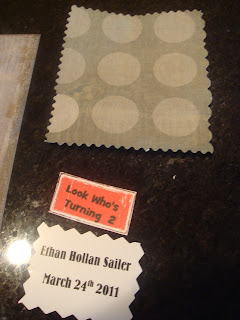 Look Who's
Turning 2
Ethan Hollan Sailer
March 24th 2011